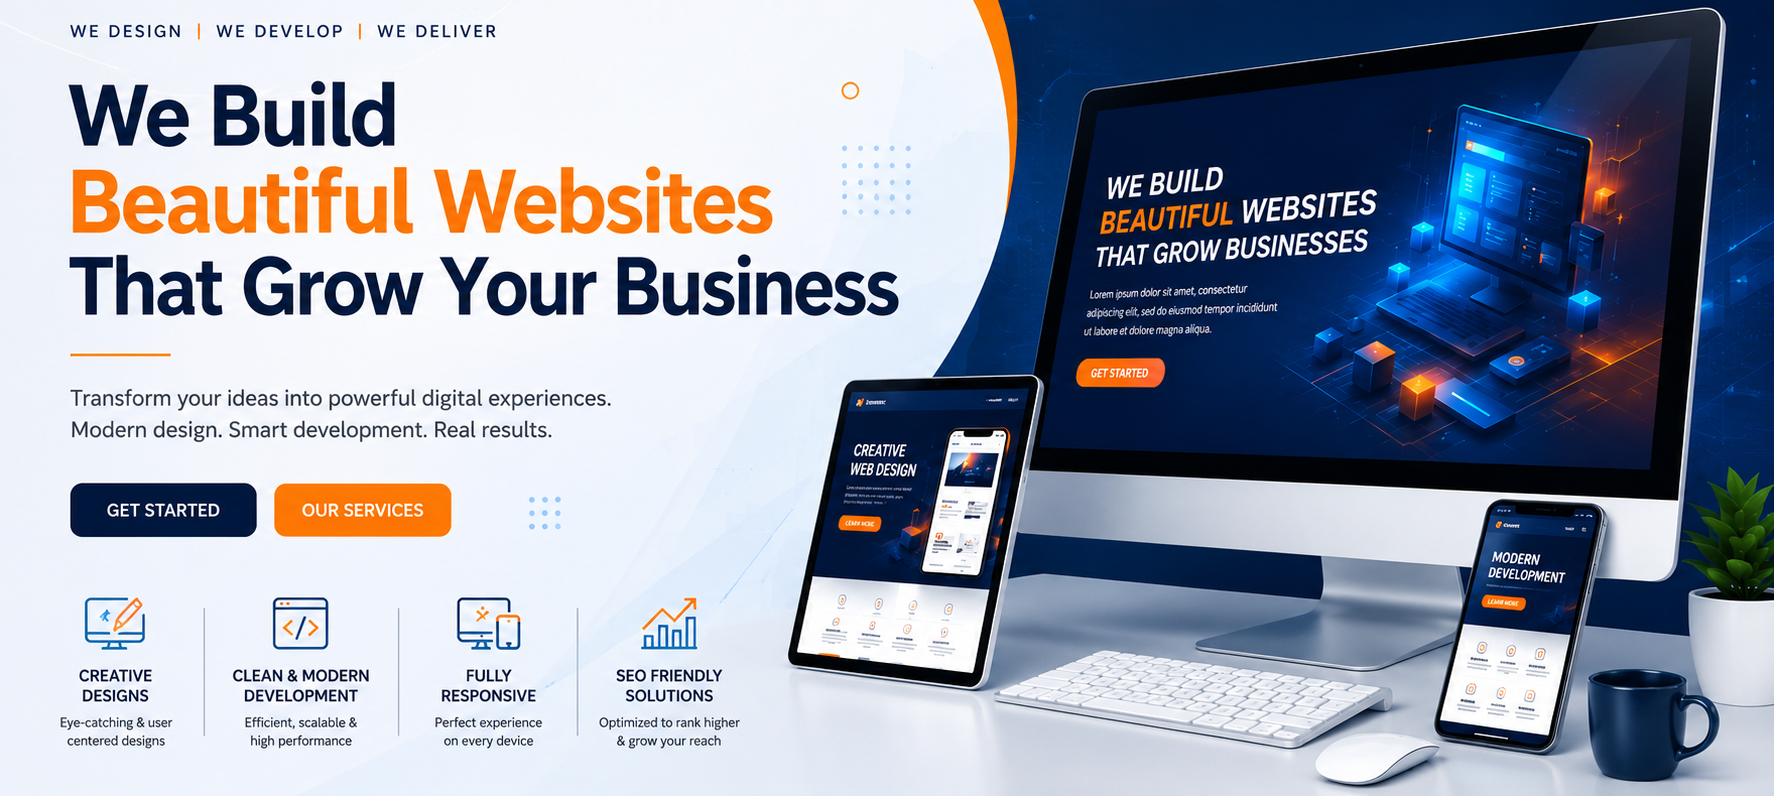 WE DESIGN | WE DEVELOP | WE DELIVER
We Build
Beautiful Websites
That Grow Your Business
Transform your ideas into powerful digital experiences.
Modern design. Smart development. Real results.
GET STARTED
OUR SERVICES
CREATIVE
DESIGNS
Eye-catching & user
centered designs
CLEAN & MODERN
DEVELOPMENT
Efficient, scalable &
high performance
FULLY
RESPONSIVE
Perfect experience
on every device
SEO FRIENDLY
SOLUTIONS
Optimized to rank higher
& grow your reach
WE BUILD
BEAUTIFUL WEBSITES
THAT GROW BUSINESSES
Lorem ipsum dolor sit amet, consectetur
adipiscing elit, sed do eiusmod tempor incididunt
ut labore et dolore magna aliqua.
GET STARTED
CREATIVE
WEB DESIGN
LEARN MORE
MODERN
DEVELOPMENT
LEARN MORE